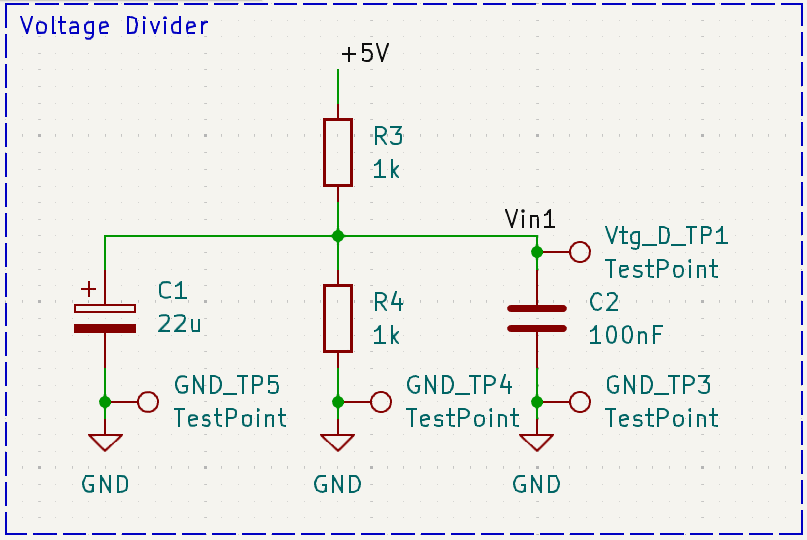 Voltage Divider
+5V
R3
1k
Vin1
Vtg_D_TP1
TestPoint
+
C1
22u
R4
1k
C2
100nF
GND_TP5
TestPoint
GND_TP4
TestPoint
GND_TP3
TestPoint
GND
GND
GND